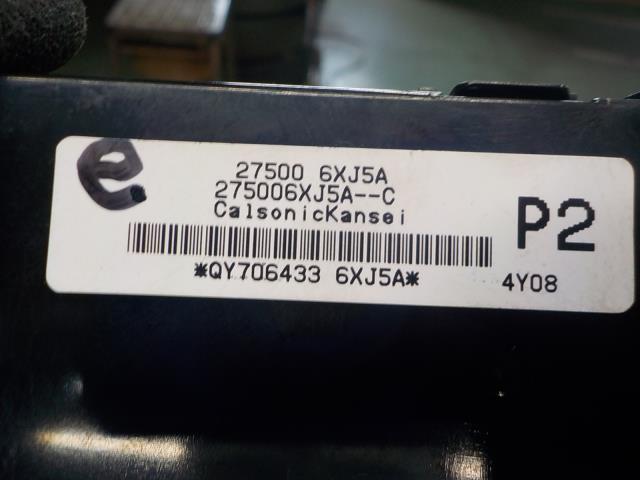 e.
27500 6XJ5A
275006XJ5A--C
CalsonicKansei
P2
*QY706433 6XJ5A*
4Y08